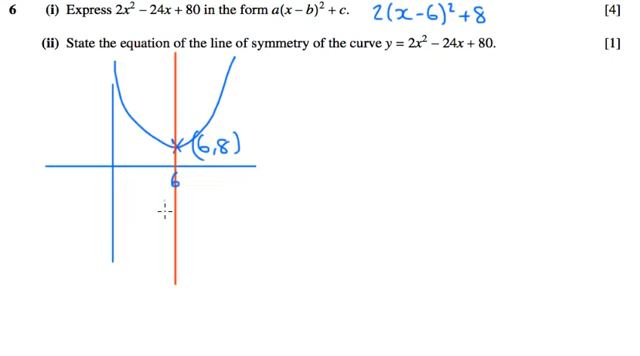 6 (i) Express 2x² − 24x + 80 in the form a(x − b)² + c. 2(x-6)²+8 [4]
(ii) State the equation of the line of symmetry of the curve y = 2x² − 24x + 80. [1]
(6,8)
6